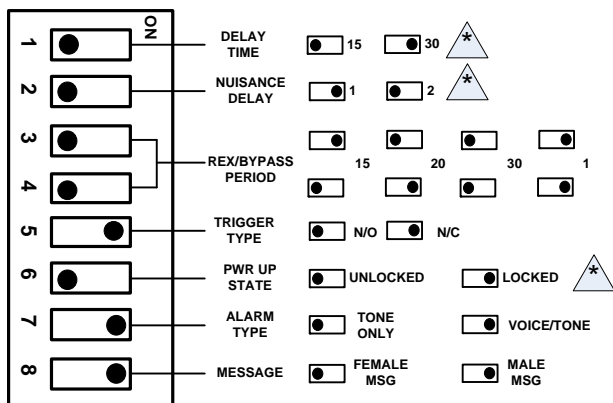 ON
1 DELAY TIME 15 30 *
2 NUISANCE DELAY 1 2 *
3
4 REX/BYPASS PERIOD 15 20 30 1
5 TRIGGER TYPE N/O N/C
6 PWR UP STATE UNLOCKED LOCKED *
7 ALARM TYPE TONE ONLY VOICE/TONE
8 MESSAGE FEMALE MSG MALE MSG